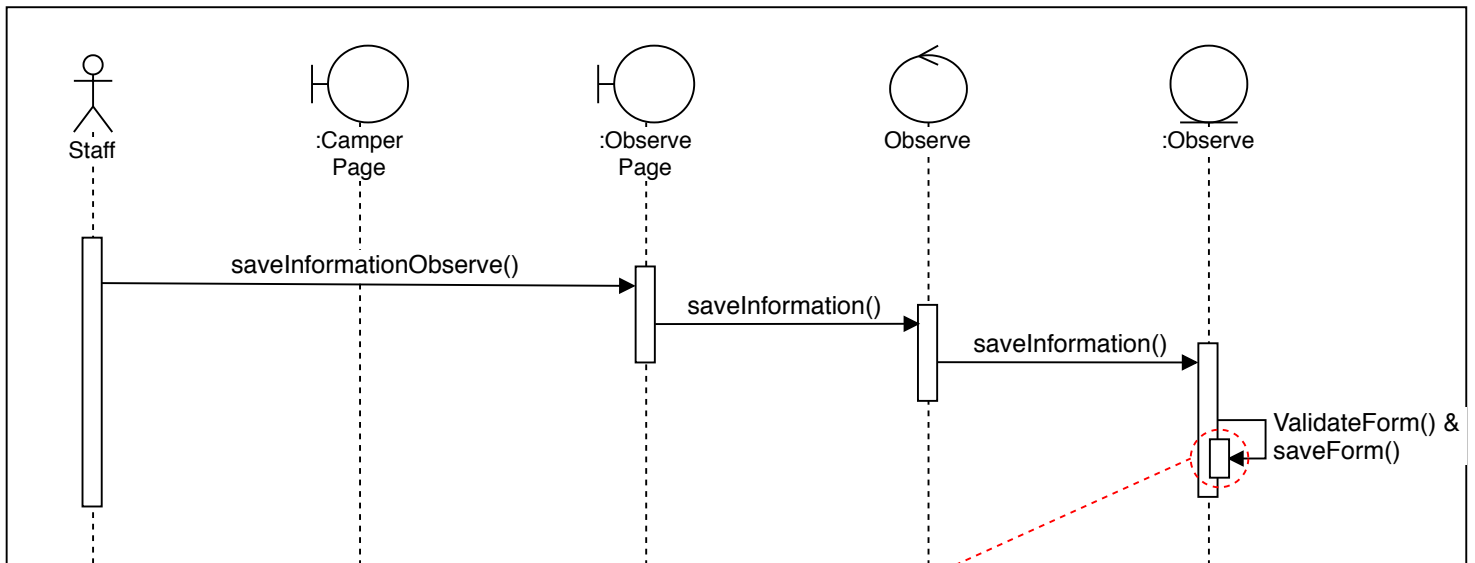 Staff
:Camper
Page
:Observe
Page
Observe
:Observe
saveInformationObserve()
saveInformation()
saveInformation()
ValidateForm() &
saveForm()